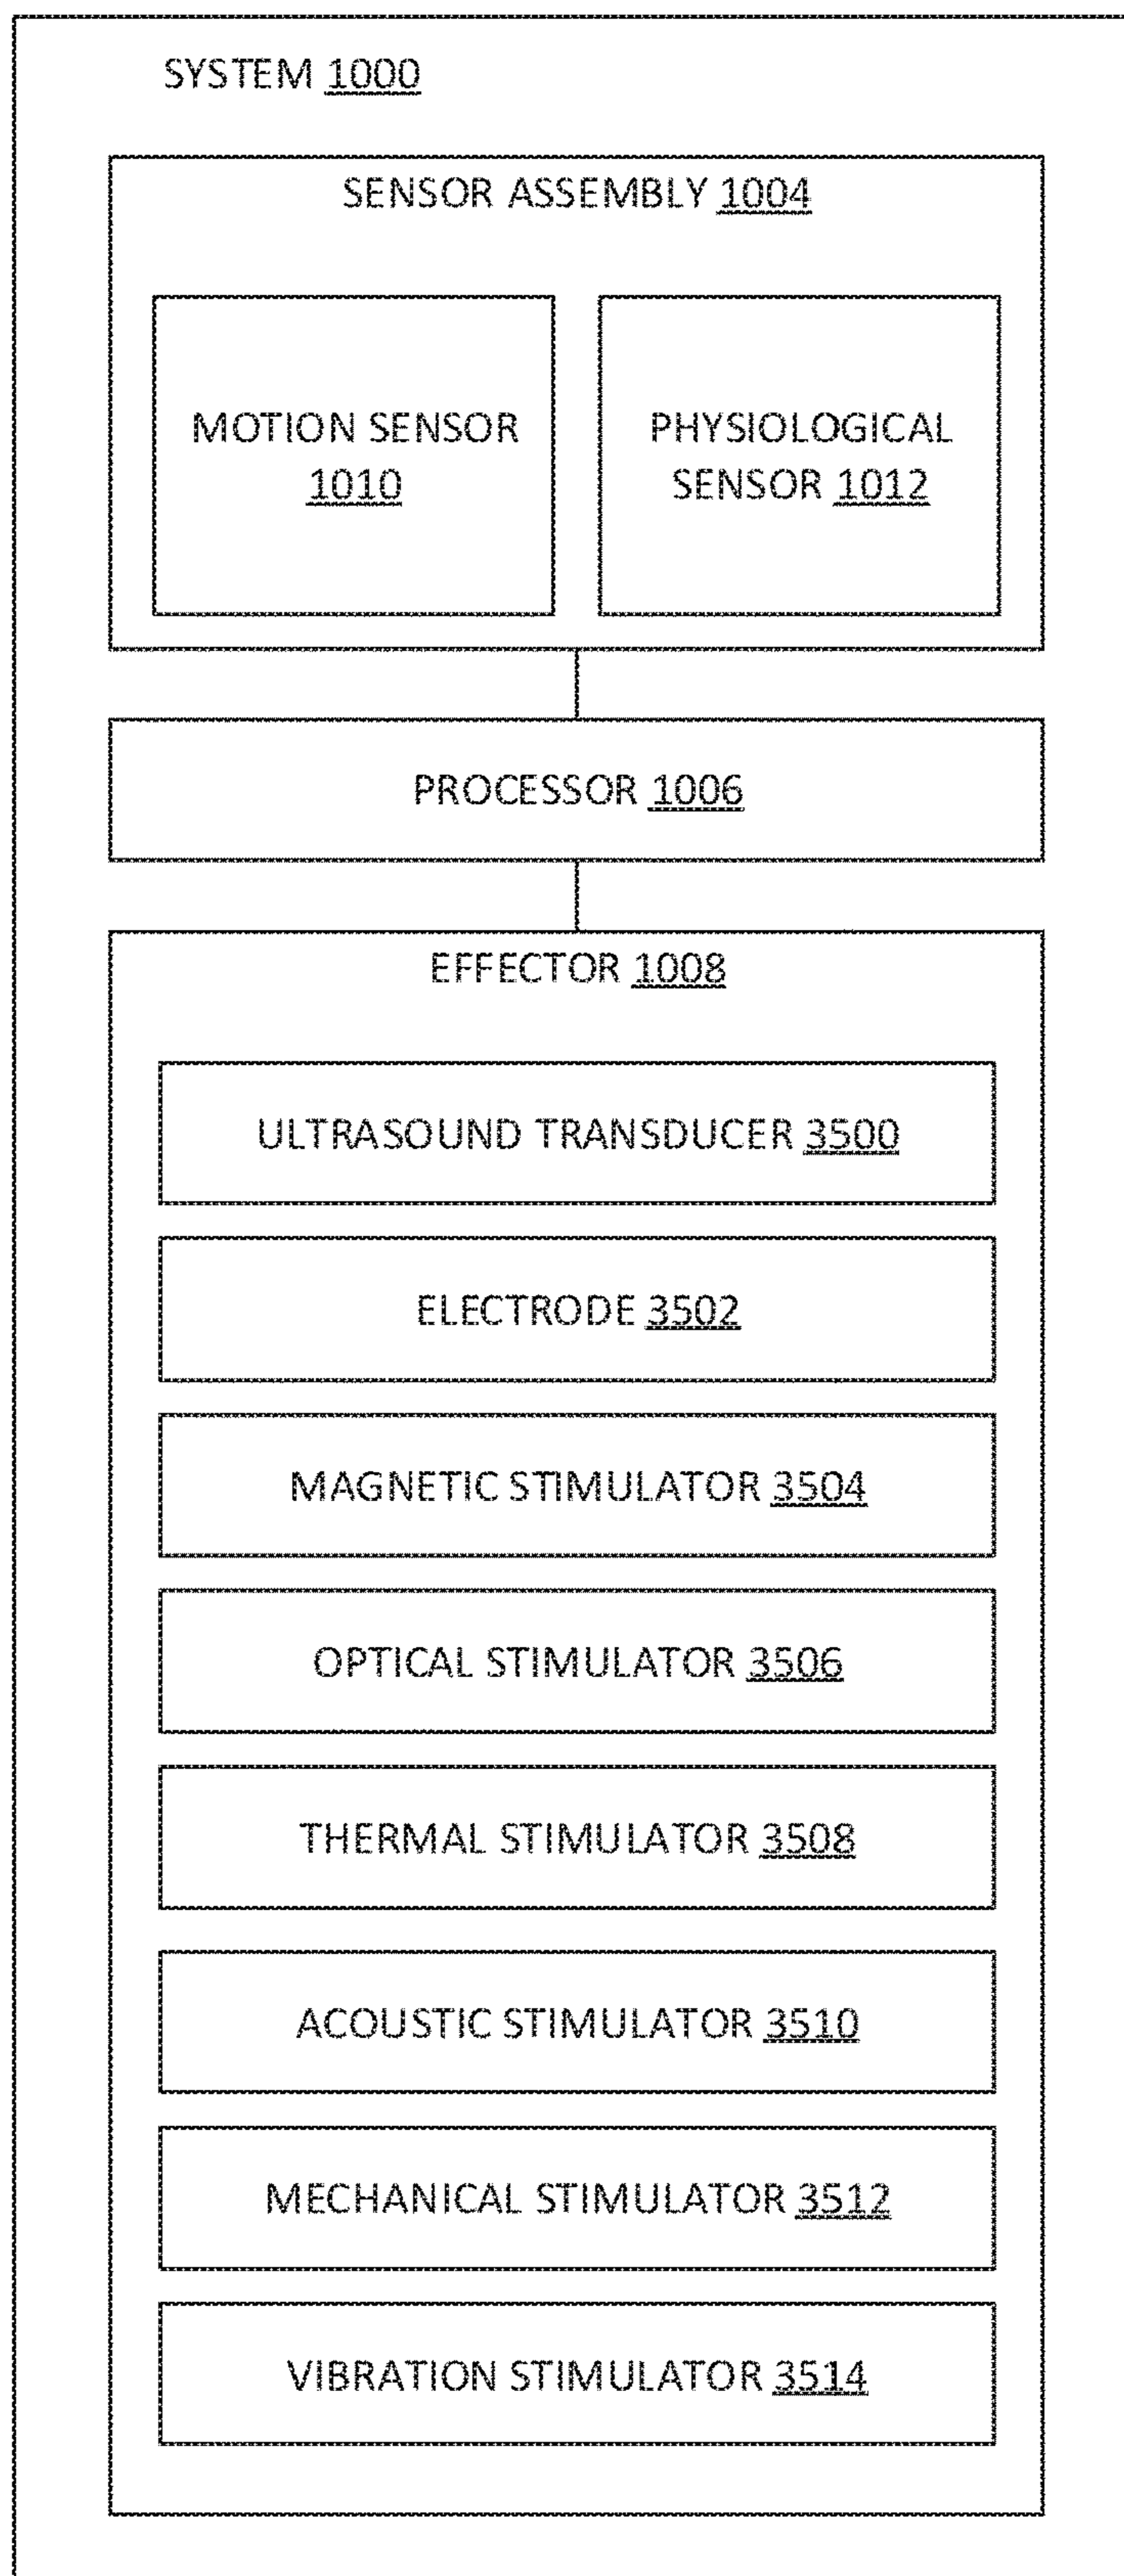 SYSTEM 1000
SENSOR ASSEMBLY 1004
MOTION SENSOR
1010
PHYSIOLOGICAL
SENSOR 1012
PROCESSOR 1006
EFFECTOR 1008
ULTRASOUND TRANSDUCER 3500
ELECTRODE 3502
MAGNETIC STIMULATOR 3504
OPTICAL STIMULATOR 3506
THERMAL STIMULATOR 3508
ACOUSTIC STIMULATOR 3510
MECHANICAL STIMULATOR 3512
VIBRATION STIMULATOR 3514